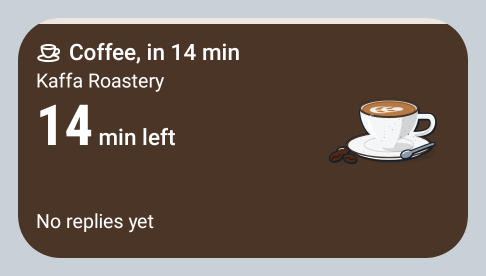 Coffee, in 14 min
Kaffa Roastery
14 min left
No replies yet